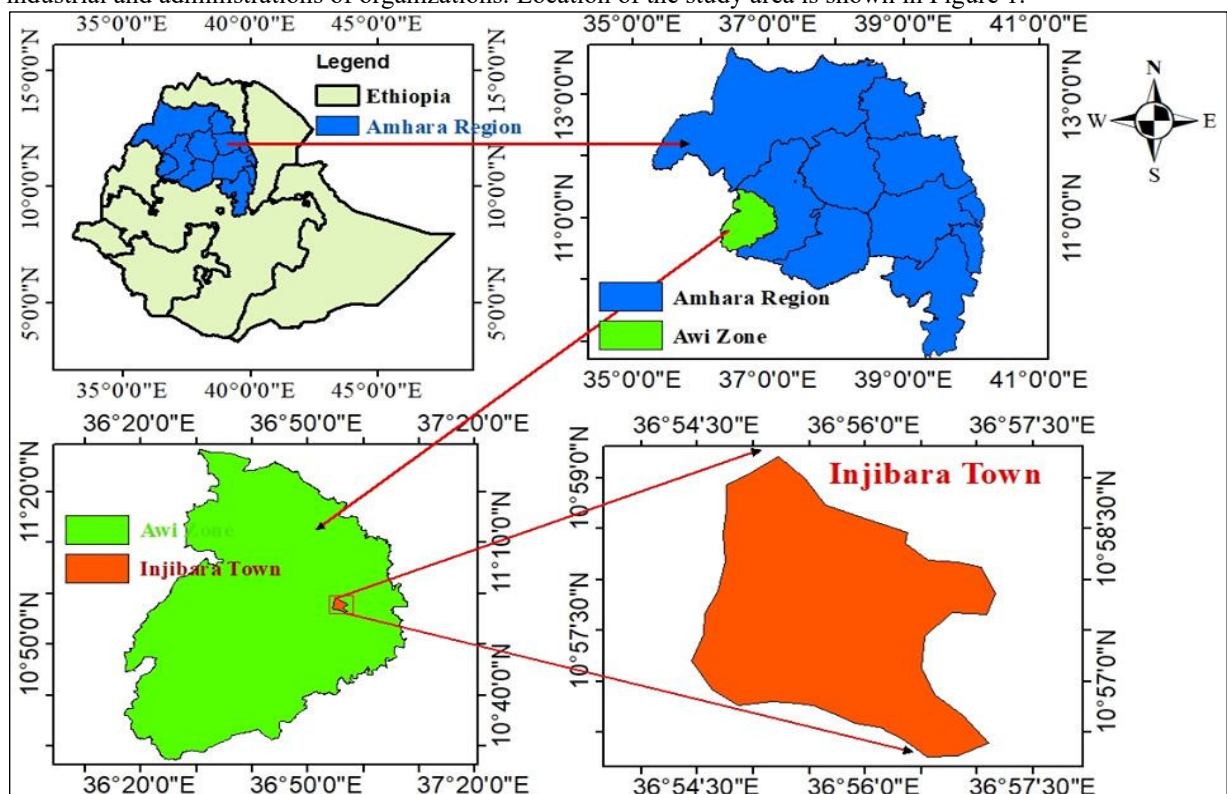 industrial and administrations of organizations. Location of the study area is shown in Figure 1.
35°0'0"E 40°0'0"E 45°0'0"E
15°0'0"N
10°0'0"N
5°0'0"N
Legend
Ethiopia
Amhara Region
15°0'0"N
10°0'0"N
5°0'0"N
35°0'0"E 40°0'0"E 45°0'0"E
35°0'0"E 37°0'0"E 39°0'0"E 41°0'0"E
13°0'0"N
11°0'0"N
Amhara Region
Awi Zone
13°0'0"N
11°0'0"N
35°0'0"E 37°0'0"E 39°0'0"E 41°0'0"E
N
W E
S
36°20'0"E 36°50'0"E 37°20'0"E
11°20'0"N
10°50'0"N
Awi Zone
Injibara Town
11°10'0"N
10°40'0"N
36°20'0"E 36°50'0"E 37°20'0"E
36°54'30"E 36°56'0"E 36°57'30"E
10°59'0"N
10°57'30"N
Injibara Town
10°58'30"N
10°57'0"N
36°54'30"E 36°56'0"E 36°57'30"E